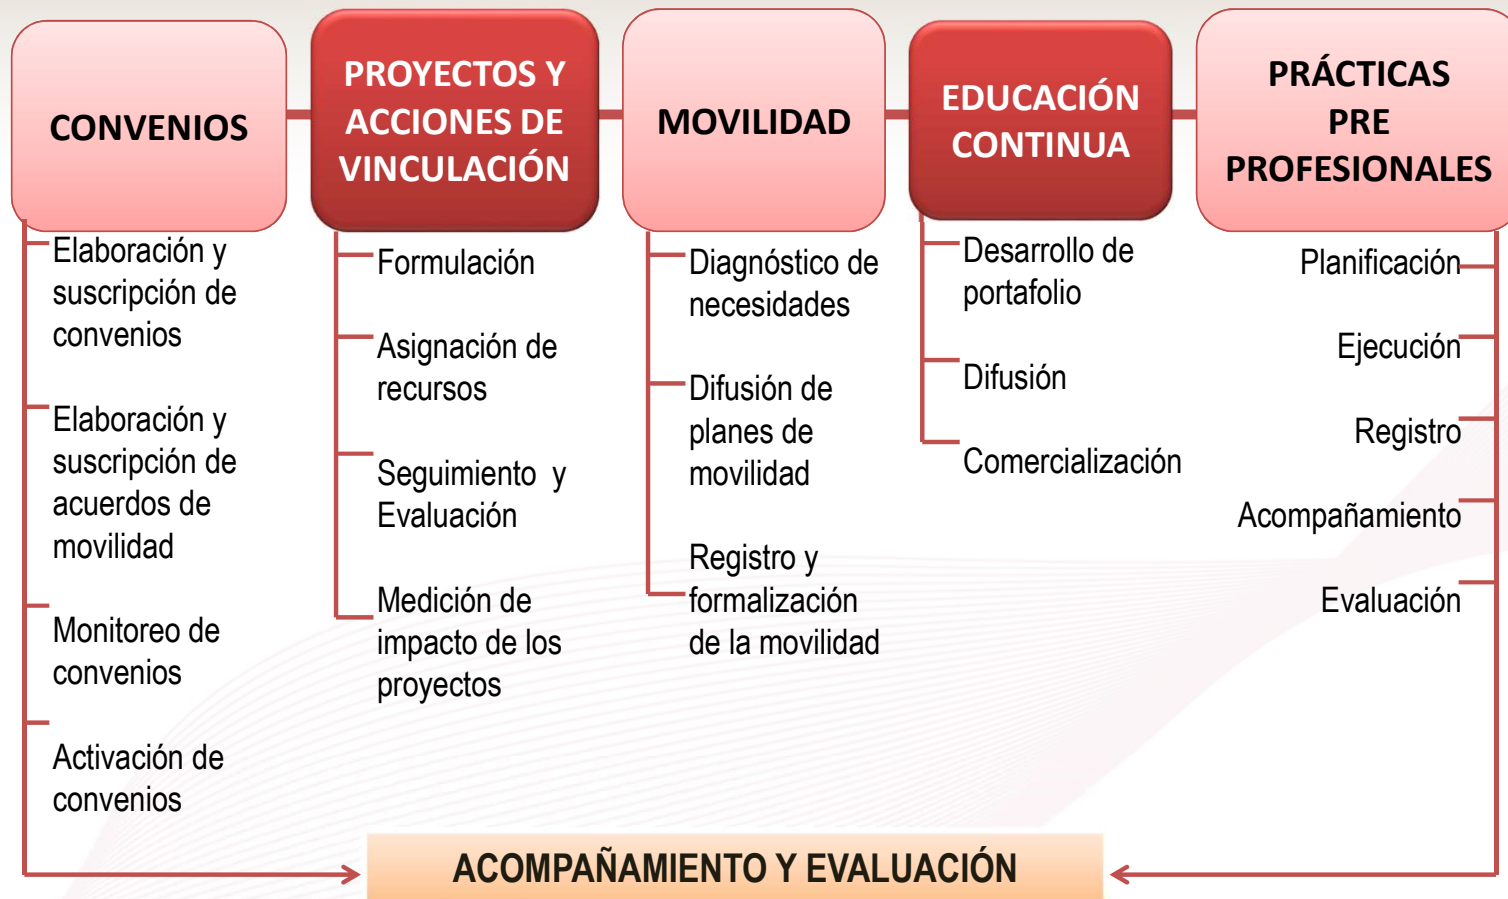 CONVENIOS
Elaboración y
suscripción de
convenios
Elaboración y
suscripción de
acuerdos de
movilidad
Monitoreo de
convenios
Activación de
convenios
PROYECTOS Y
ACCIONES DE
VINCULACIÓN
Formulación
Asignación de
recursos
Seguimiento y
Evaluación
Medición de
impacto de los
proyectos
MOVILIDAD
Diagnóstico de
necesidades
Difusión de
planes de
movilidad
Registro y
formalización
de la movilidad
EDUCACIÓN
CONTINUA
Desarrollo de
portafolio
Difusión
Comercialización
PRÁCTICAS
PRE
PROFESIONALES
Planificación
Ejecución
Registro
Acompañamiento
Evaluación
ACOMPAÑAMIENTO Y EVALUACIÓN